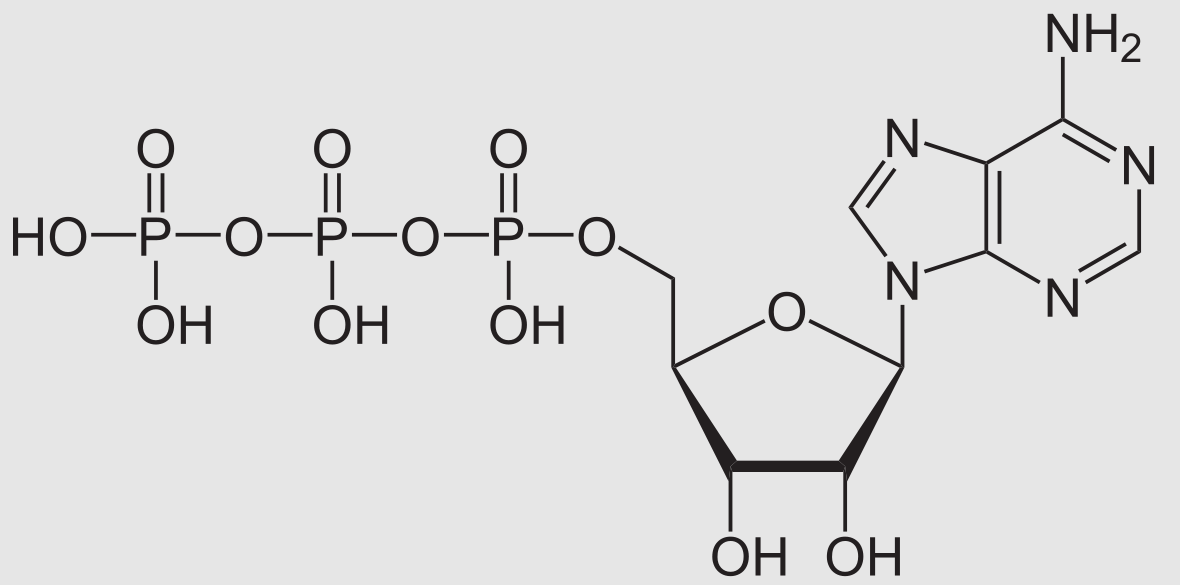 NH2
O O O N N
HO P O P O P O
OH OH OH N N
O
OH OH